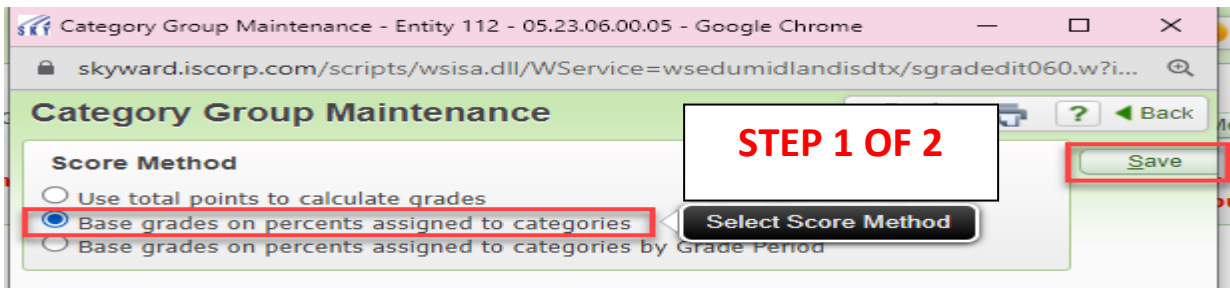 Category Group Maintenance - Entity 112 - 05.23.06.00.05 - Google Chrome
skyward.iscorp.com/scripts/wsisa.dll/WService=wsedumidlandisdtx/sgradedit060.w?i...
Category Group Maintenance
? Back
STEP 1 OF 2
Score Method
Save
Use total points to calculate grades
Base grades on percents assigned to categories
Select Score Method
Base grades on percents assigned to categories by Grade Period